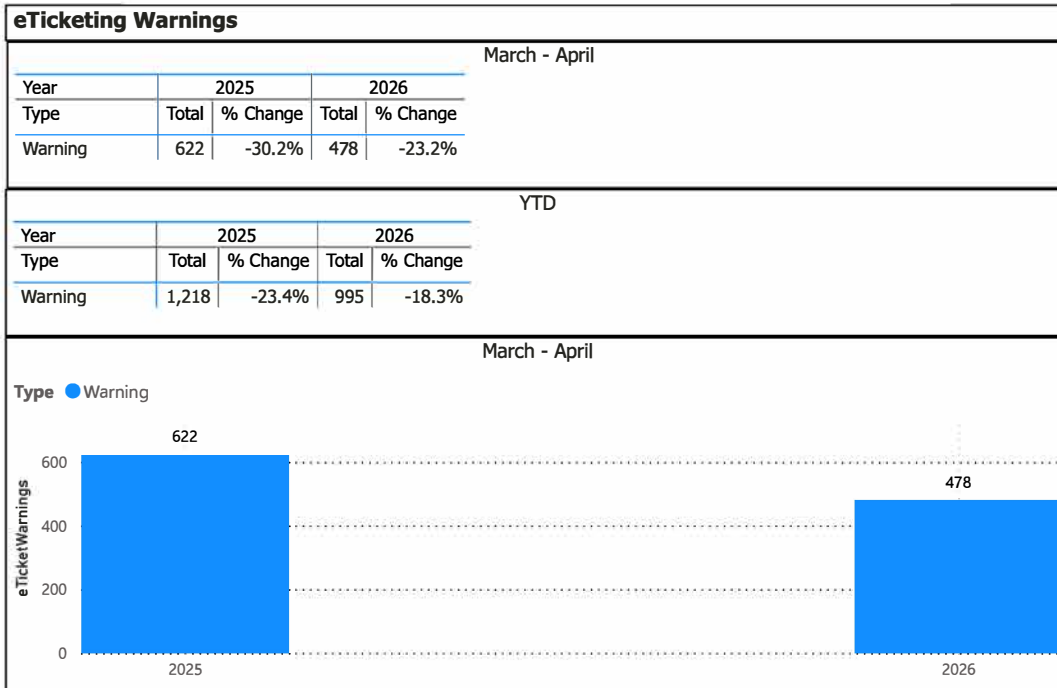 eTicketing Warnings
March - April
Year 2025 2026
Type Total % Change Total % Change
Warning 622 -30.2% 478 -23.2%
YTD
Year 2025 2026
Type Total % Change Total % Change
Warning 1,218 -23.4% 995 -18.3%
March - April
Type Warning
eTicketWarnings
622
600
478
400
200
0
2025 2026